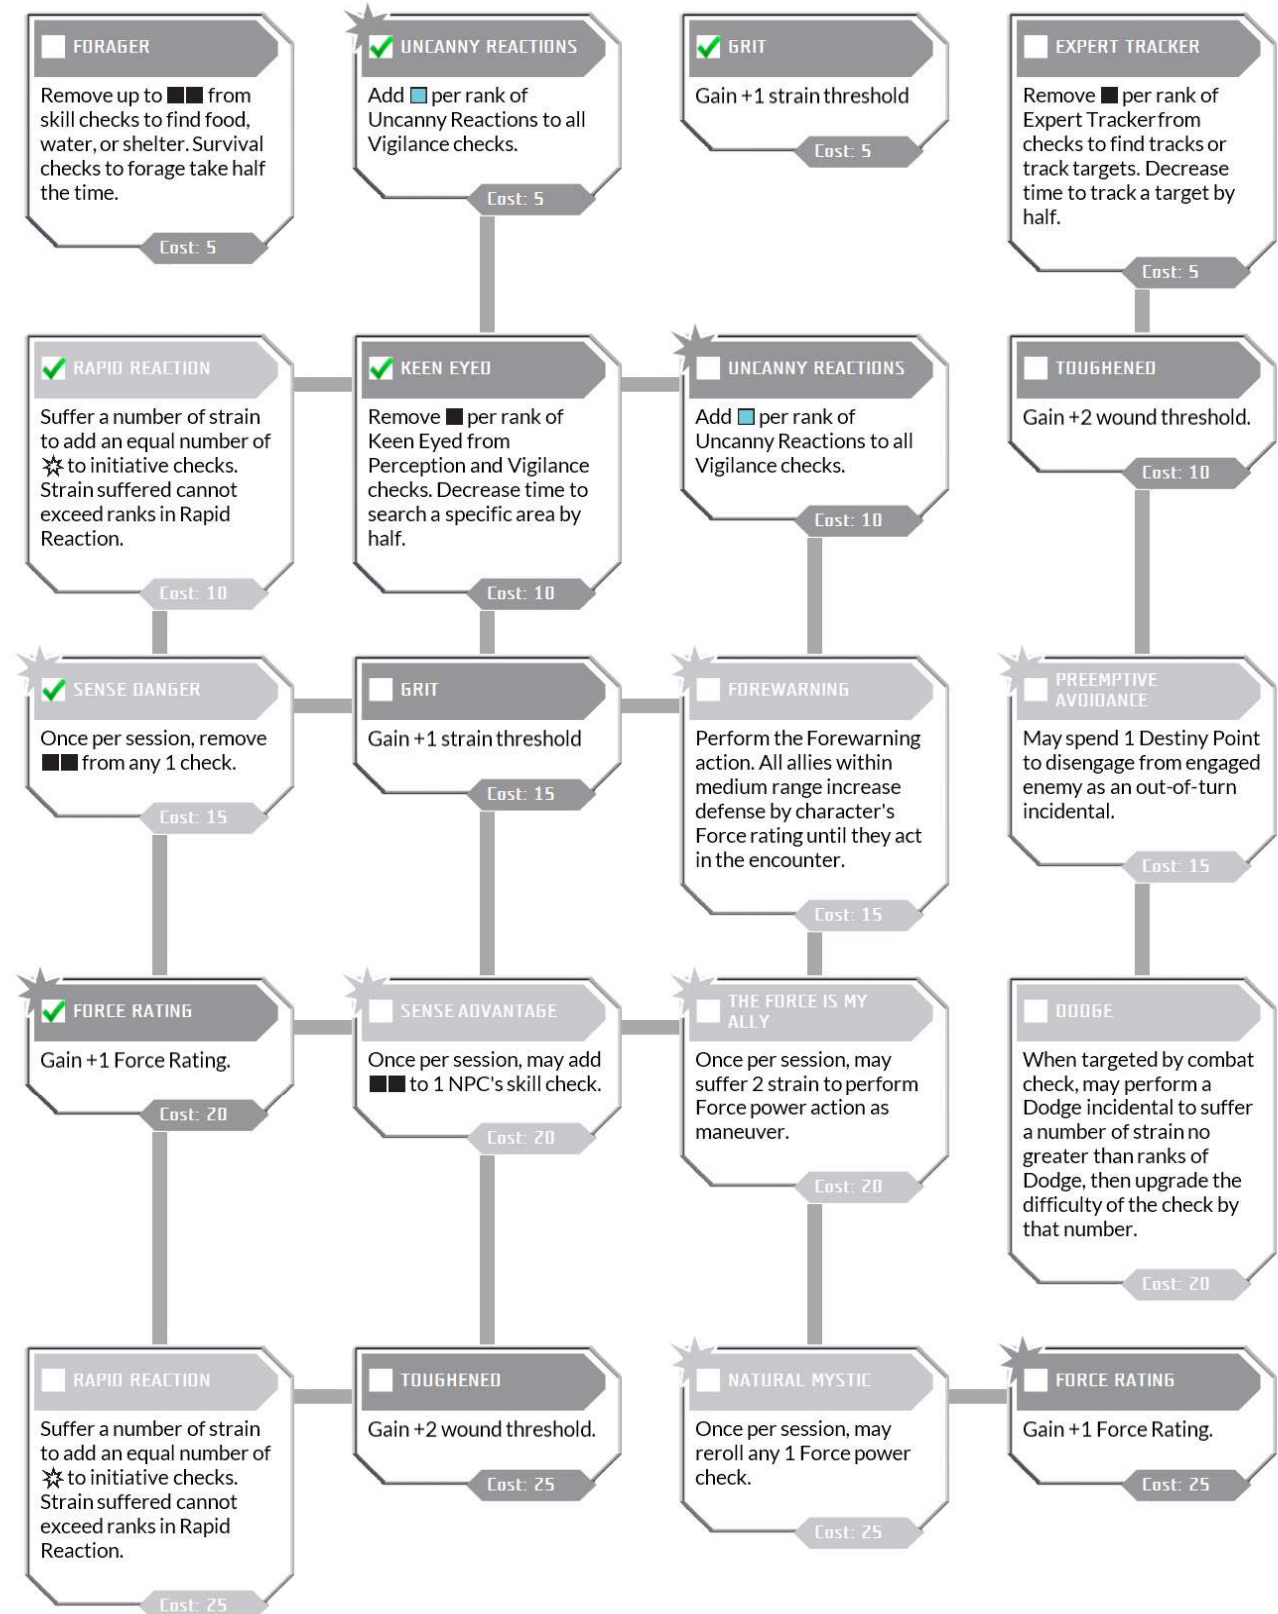 FORAGER
Remove up to from
skill checks to find food,
water, or shelter. Survival
checks to forage take half
the time.
Cost: 5
UNCANNY REACTIONS
Add per rank of
Uncanny Reactions to all
Vigilance checks.
Cost: 5
GRIT
Gain +1 strain threshold
Cost: 5
EXPERT TRACKER
Remove per rank of
Expert Trackerfrom
checks to find tracks or
track targets. Decrease
time to track a target by
half.
Cost: 5
RAPID REACTION
Suffer a number of strain
to add an equal number of
to initiative checks.
Strain suffered cannot
exceed ranks in Rapid
Reaction.
Cost: 10
KEEN EYED
Remove per rank of
Keen Eyed from
Perception and Vigilance
checks. Decrease time to
search a specific area by
half.
Cost: 10
UNCANNY REACTIONS
Add per rank of
Uncanny Reactions to all
Vigilance checks.
Cost: 10
TOUGHENED
Gain +2 wound threshold.
Cost: 10
SENSE DANGER
Once per session, remove
from any 1 check.
Cost: 15
GRIT
Gain +1 strain threshold
Cost: 15
FOREWARNING
Perform the Forewarning
action. All allies within
medium range increase
defense by character's
Force rating until they act
in the encounter.
Cost: 15
PREEMPTIVE
AVOIDANCE
May spend 1 Destiny Point
to disengage from engaged
enemy as an out-of-turn
incidental.
Cost: 15
FORCE RATING
Gain +1 Force Rating.
Cost: 20
SENSE ADVANTAGE
Once per session, may add
to 1 NPC's skill check.
Cost: 20
THE FORCE IS MY
ALLY
Once per session, may
suffer 2 strain to perform
Force power action as
maneuver.
Cost: 20
DODGE
When targeted by combat
check, may perform a
Dodge incidental to suffer
a number of strain no
greater than ranks of
Dodge, then upgrade the
difficulty of the check by
that number.
Cost: 20
RAPID REACTION
Suffer a number of strain
to add an equal number of
to initiative checks.
Strain suffered cannot
exceed ranks in Rapid
Reaction.
Cost: 25
TOUGHENED
Gain +2 wound threshold.
Cost: 25
NATURAL MYSTIC
Once per session, may
reroll any 1 Force power
check.
Cost: 25
FORCE RATING
Gain +1 Force Rating.
Cost: 25